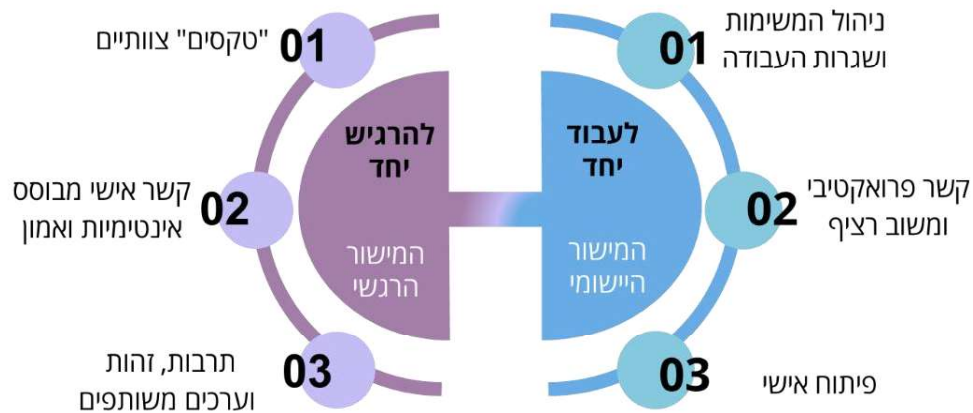 01
ניהול המשימות
ושגרות העבודה
02
קשר פרואקטיבי
ומשוב רציף
03
פיתוח אישי
לעבוד
יחד
המישור
היישומי
להרגיש
יחד
המישור
הרגשי
01
"טקסים" צוותיים
02
קשר אישי מבוסס
אינטימיות ואמון
03
תרבות, זהות
וערכים משותפים